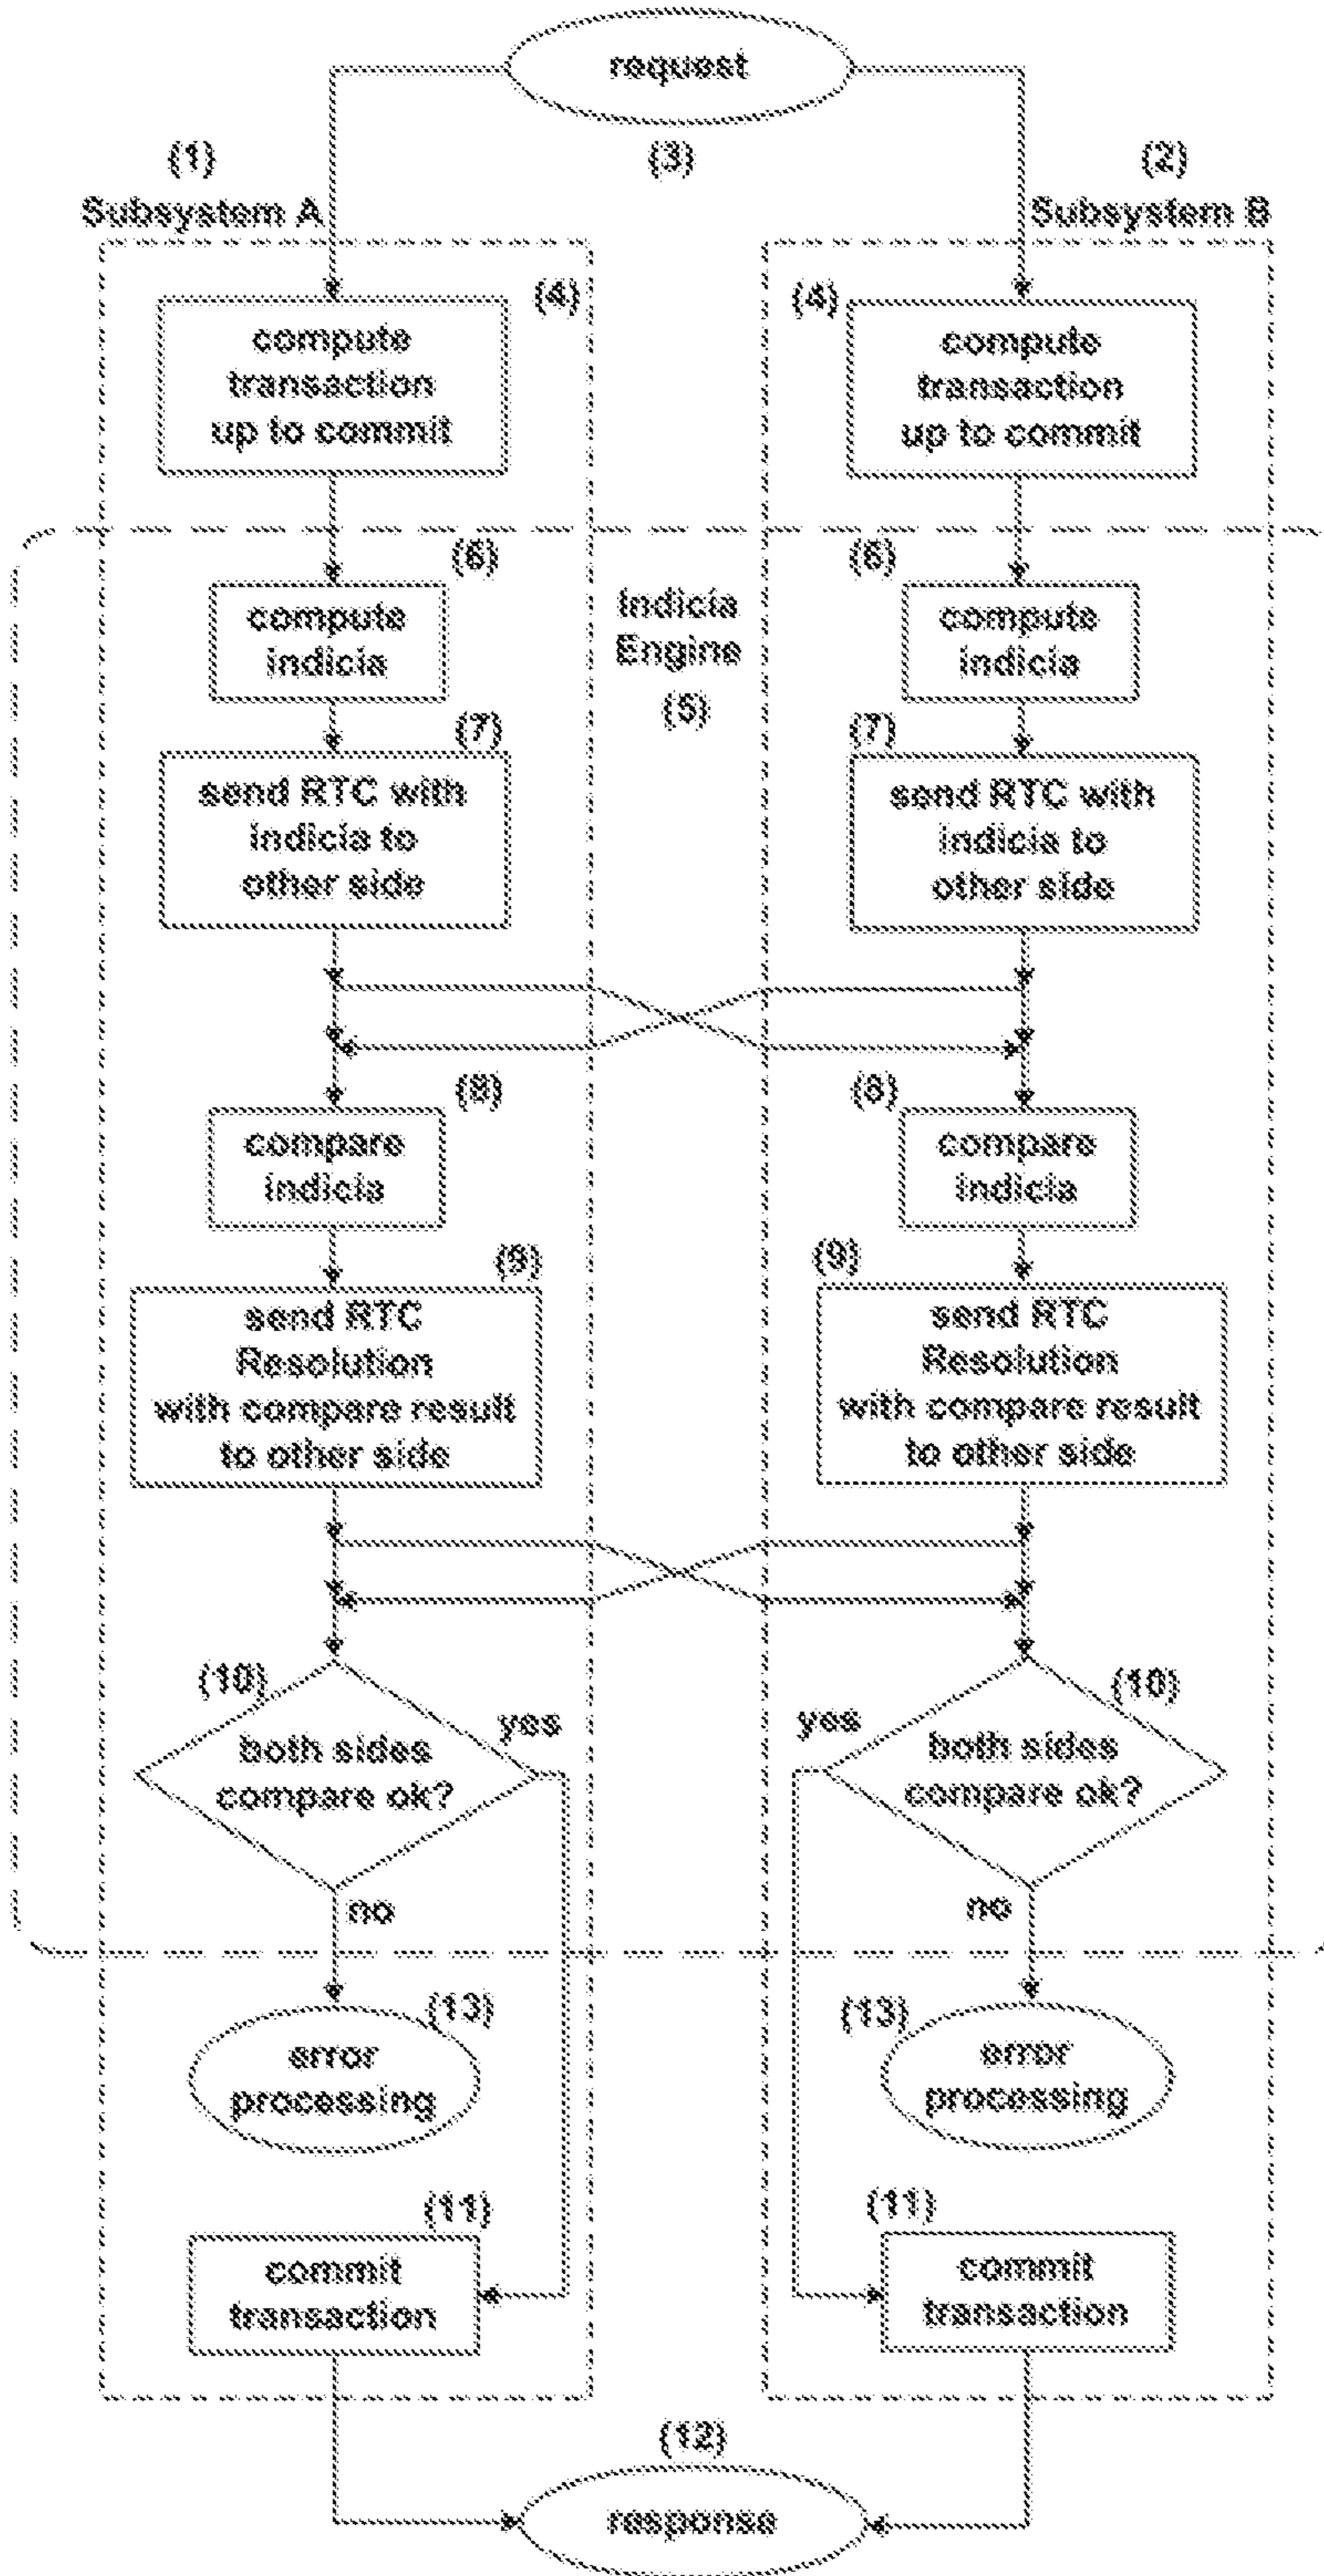 request
(3)
(1)
Subsystem A
(2)
Subsystem B
(4)
compute
transaction
up to commit
(4)
compute
transaction
up to commit
(6)
compute
indicia
Indicia
Engine
(5)
(6)
compute
indicia
(7)
send RTC with
indicia to
other side
(7)
send RTC with
indicia to
other side
(8)
compare
indicia
(8)
compare
indicia
(9)
send RTC
Resolution
with compare result
to other side
(9)
send RTC
Resolution
with compare result
to other side
(10)
both sides
compare ok?
yes
no
(10)
both sides
compare ok?
yes
no
(13)
error
processing
(13)
error
processing
(11)
commit
transaction
(11)
commit
transaction
(12)
response